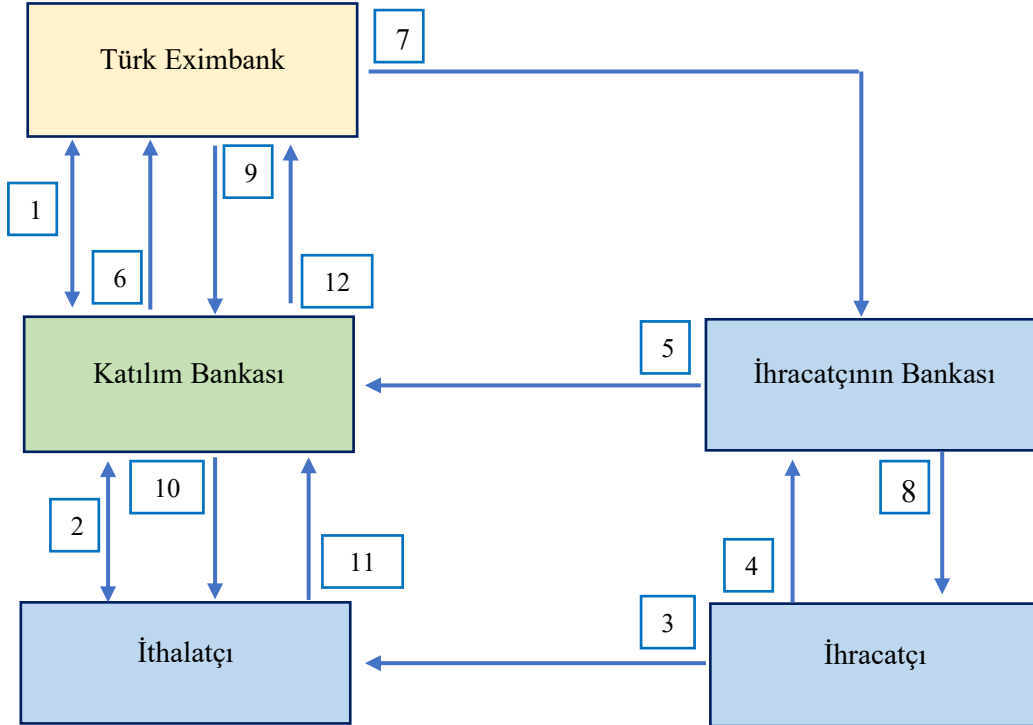 7
Türk Eximbank
9
1
6
12
5
Katılım Bankası
İhracatçının Bankası
10
8
2
11
4
3
İthalatçı
İhracatçı